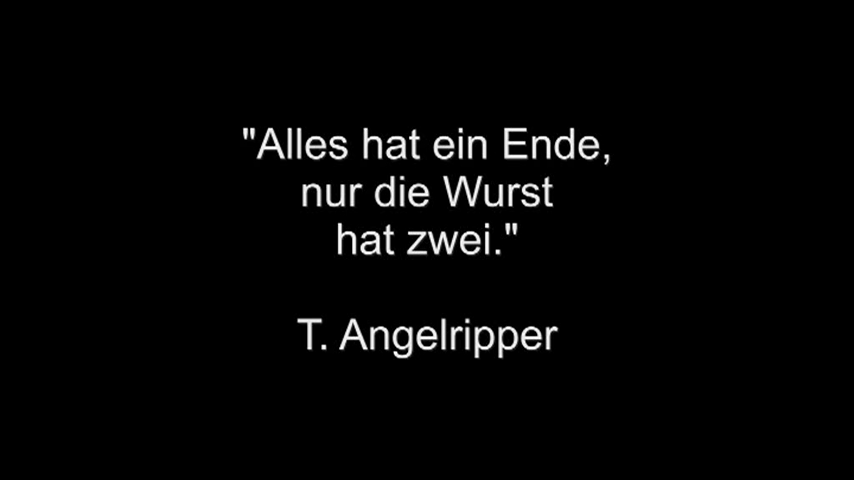 "Alles hat ein Ende,
nur die Wurst
hat zwei."
T. Angelripper